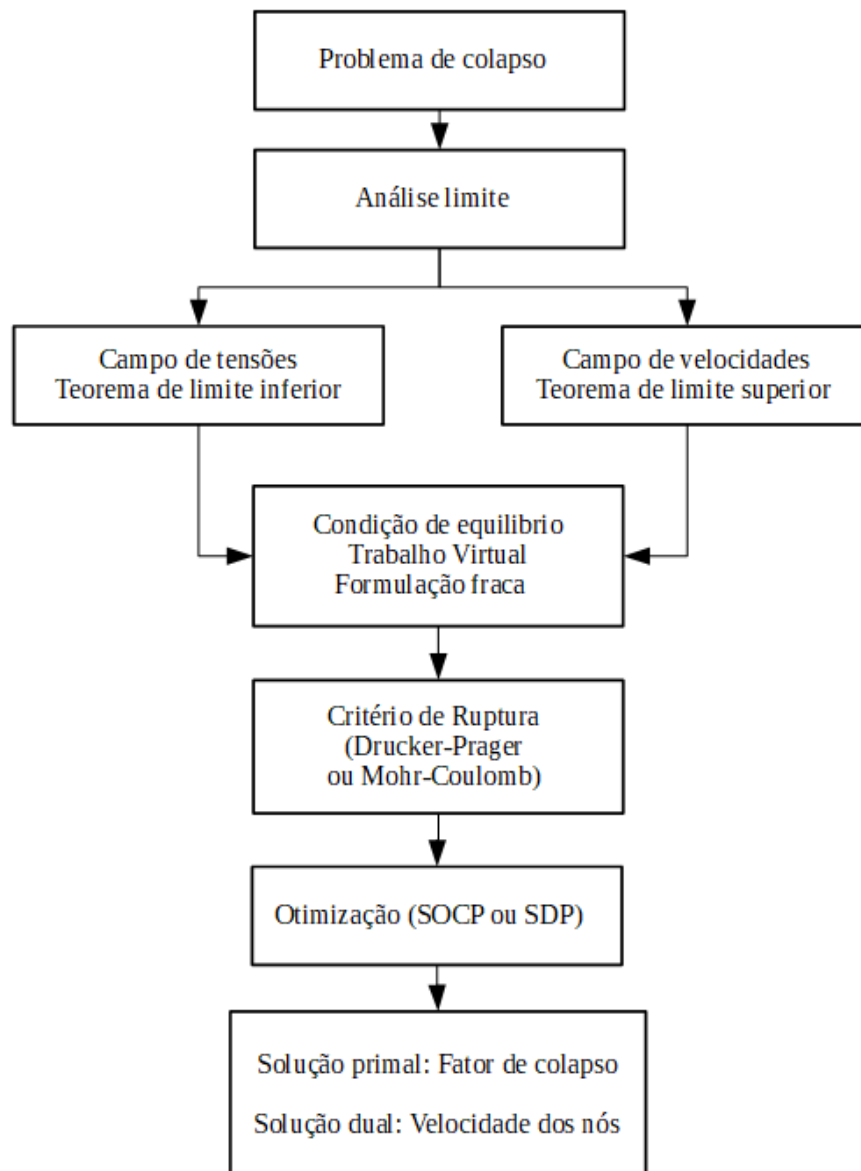 Problema de colapso
Análise limite
Campo de tensões
Teorema de limite inferior
Campo de velocidades
Teorema de limite superior
Condição de equilibrio
Trabalho Virtual
Formulação fraca
Critério de Ruptura
(Drucker-Prager
ou Mohr-Coulomb)
Otimização (SOCP ou SDP)
Solução primal: Fator de colapso
Solução dual: Velocidade dos nós